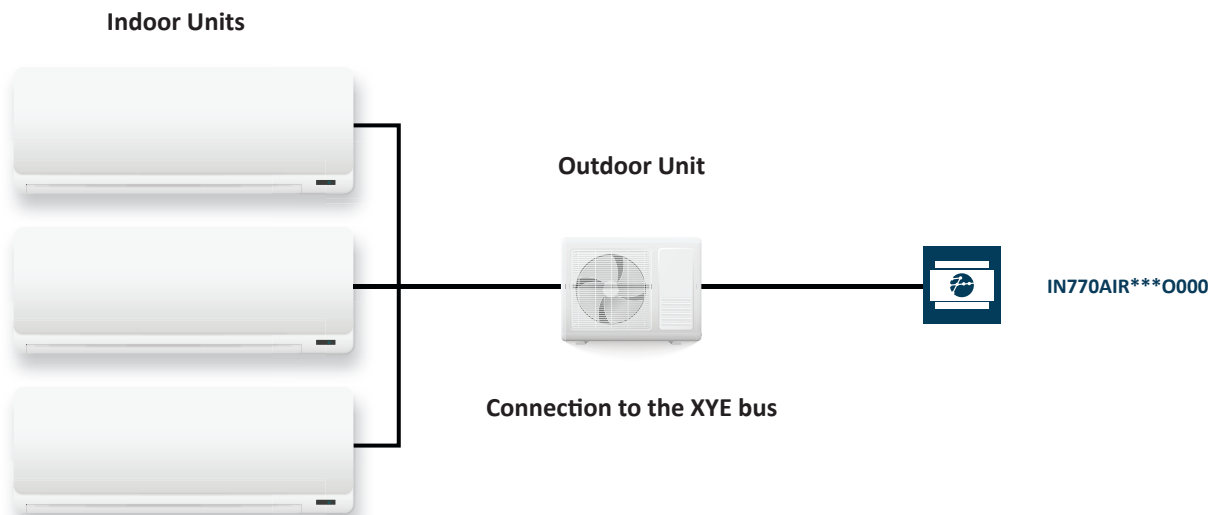 Indoor Units
Outdoor Unit
IN770AIR***O000
Connection to the XYE bus